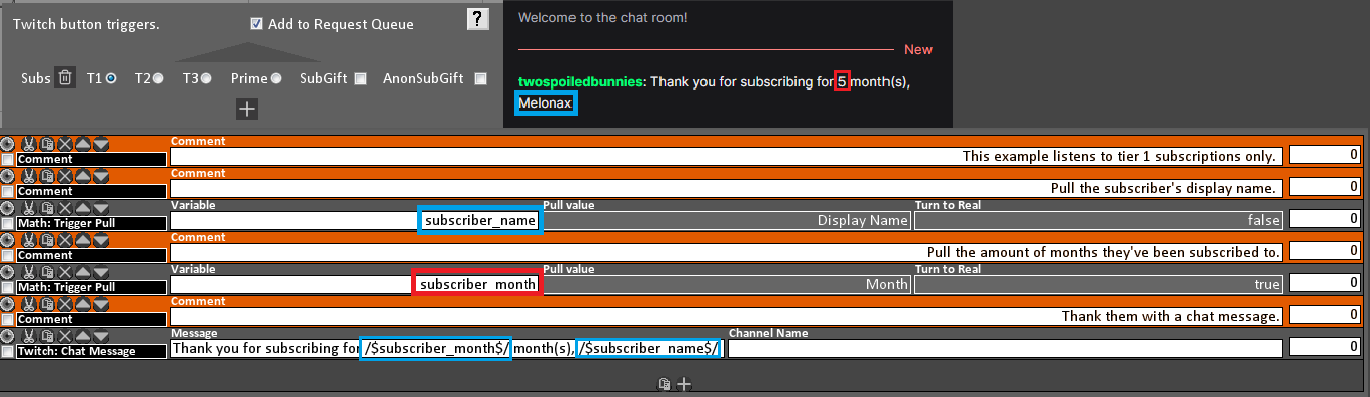 Twitch button triggers.
Add to Request Queue
?
Subs T1 T2 T3 Prime SubGift AnonSubGift
Welcome to the chat room!
New
twospoiledbunnies: Thank you for subscribing for 5 month(s),
Melonax
Comment
Comment This example listens to tier 1 subscriptions only. 0
Comment
Comment Pull the subscriber's display name. 0
Variable Pull value Turn to Real
Math: Trigger Pull subscriber_name Display Name false 0
Comment
Comment Pull the amount of months they've been subscribed to. 0
Variable Pull value Turn to Real
Math: Trigger Pull subscriber_month Month true 0
Comment
Comment Thank them with a chat message. 0
Message Channel Name
Twitch: Chat Message Thank you for subscribing for /$subscriber_month$/ month(s), /$subscriber_name$/ 0